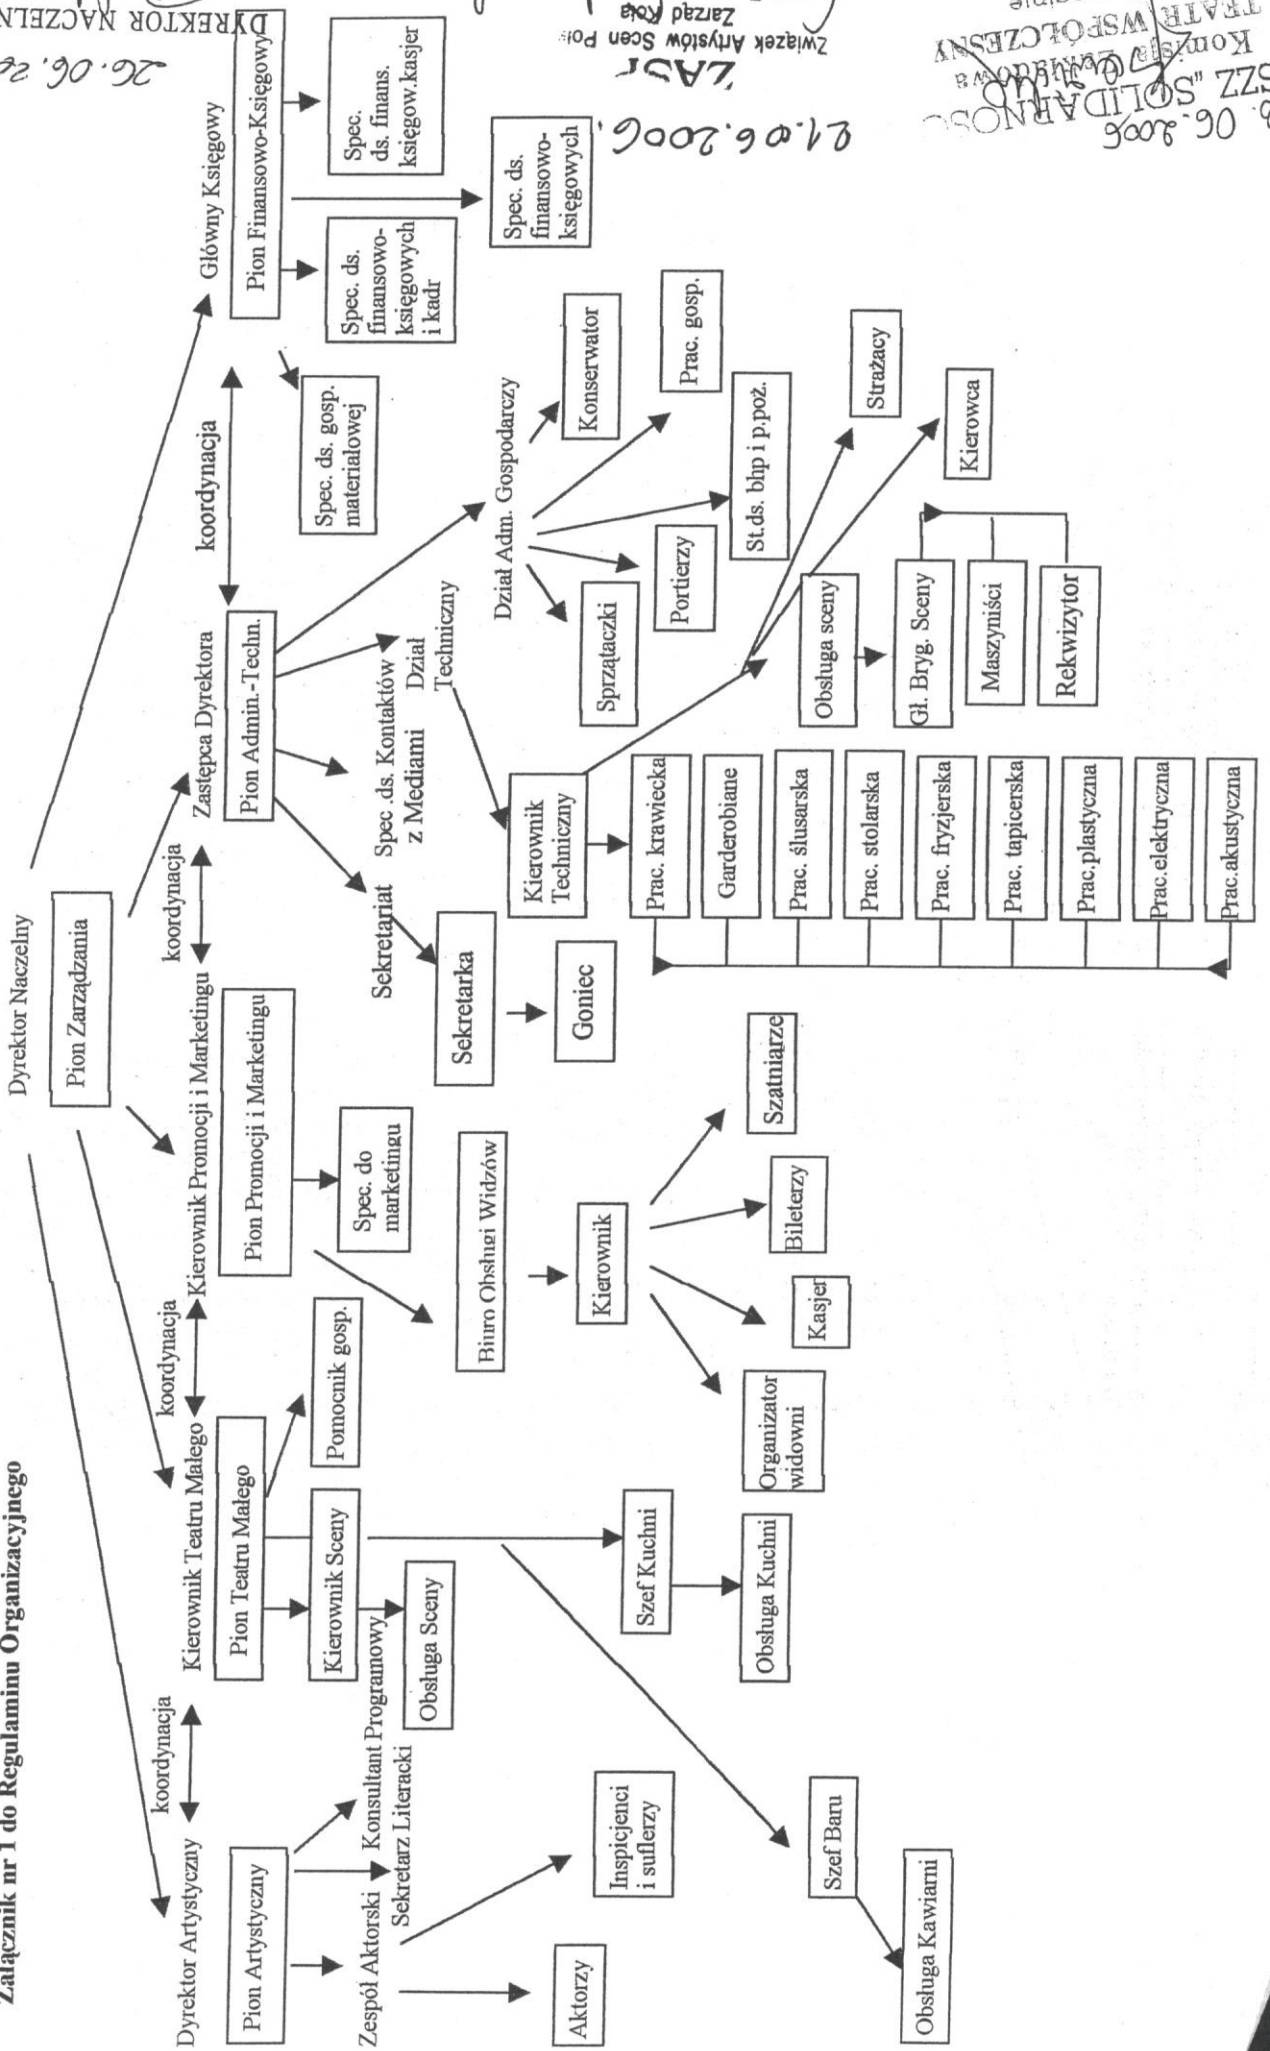 Załącznik nr 1 do Regulaminu Organizacyjnego
Dyrektor Naczelny
Pion Zarządzania
Dyrektor Artystyczny
koordynacja
Kierownik Teatru Małego
koordynacja
Kierownik Promocji i Marketingu
koordynacja
Zastępca Dyrektora
koordynacja
Główny Księgowy
Pion Artystyczny
Pion Teatru Małego
Pion Promocji i Marketingu
Pion Admin.-Techn.
Pion Finansowo-Księgowy
Zespół Aktorski
Konsultant Programowy
Sekretarz Literacki
Aktorzy
Inspicjenci
i suflerzy
Kierownik Sceny
Pomocnik gosp.
Obsługa Sceny
Szef Kuchni
Obsługa Kuchni
Szef Baru
Obsługa Kawiarni
Spec. do
marketingu
Biuro Obsługi Widzów
Kierownik
Organizator
widowni
Kasjer
Bileterzy
Szatniarze
Sekretariat
Sekretarka
Goniec
Spec .ds. Kontaktów
z Mediami
Dział
Techniczny
Kierownik
Techniczny
Prac. krawiecka
Garderobiane
Prac. ślusarska
Prac. stolarska
Prac. fryzjerska
Prac. tapicerska
Prac.plastyczna
Prac.elektryczna
Prac.akustyczna
Obsługa sceny
Gł. Bryg. Sceny
Maszyniści
Rekwizytor
Strażacy
Kierowca
Dział Adm. Gospodarczy
Sprzątaczki
Portierzy
St.ds. bhp i p.poż.
Prac. gosp.
Konserwator
Spec. ds. gosp.
materialowej
Spec. ds.
finansowo-
księgowych
i kadr
Spec. ds.
finansowo-
księgowych
Spec.
ds. finans.
księgow.kasjer
DYREKTOR NACZELN
26.06.20
ZASP
Związek Artystów Scen Pols
Zarząd Koła
21.06.2006.
06.2006
SZZ „SOLIDARNOŚĆ
Komisja Zakładowa
TEATR WSPÓŁCZESNY